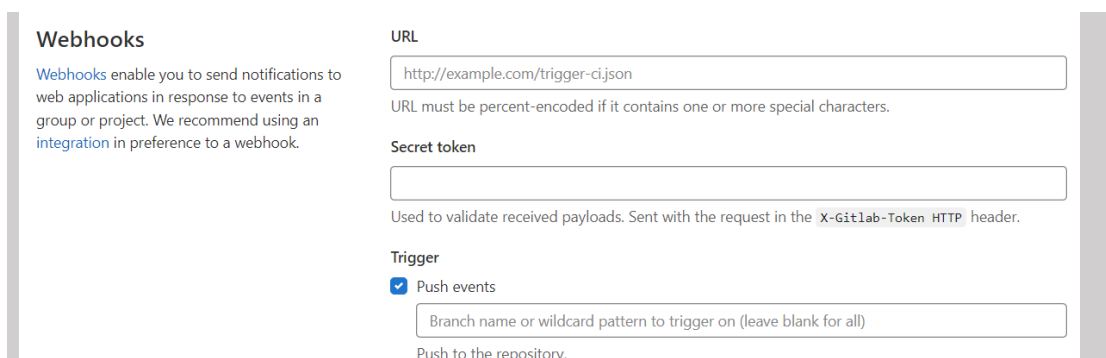 Webhooks
Webhooks enable you to send notifications to
web applications in response to events in a
group or project. We recommend using an
integration in preference to a webhook.
URL
http://example.com/trigger-ci.json
URL must be percent-encoded if it contains one or more special characters.
Secret token
Used to validate received payloads. Sent with the request in the X-Gitlab-Token HTTP header.
Trigger
Push events
Branch name or wildcard pattern to trigger on (leave blank for all)
Push to the repository.